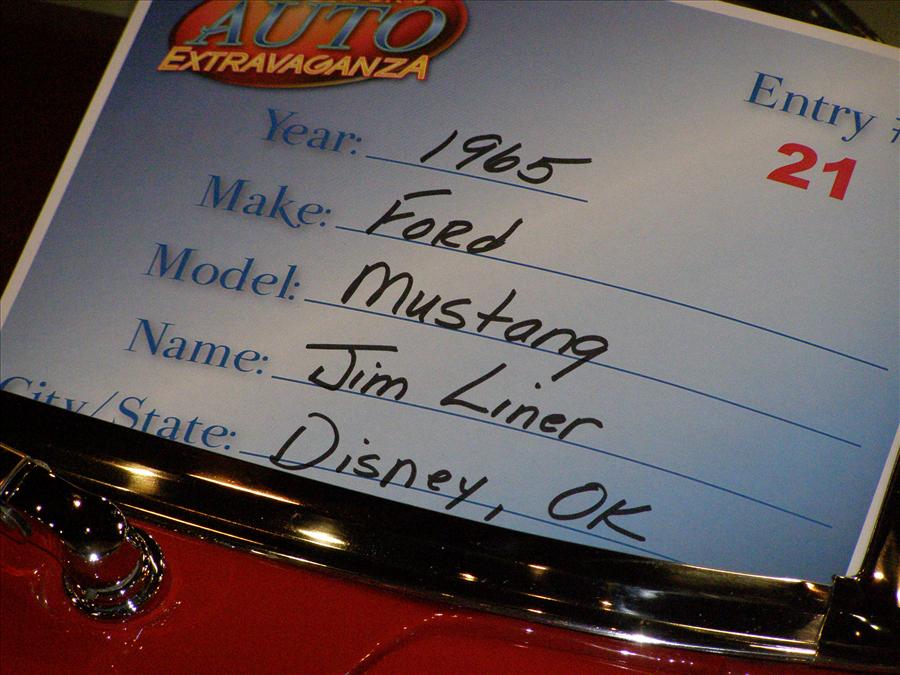 AUTO
EXTRAVAGANZA
Entry #
21
Year: 1965
Make: Ford
Model: Mustang
Name: Jim Liner
City/State: Disney, OK